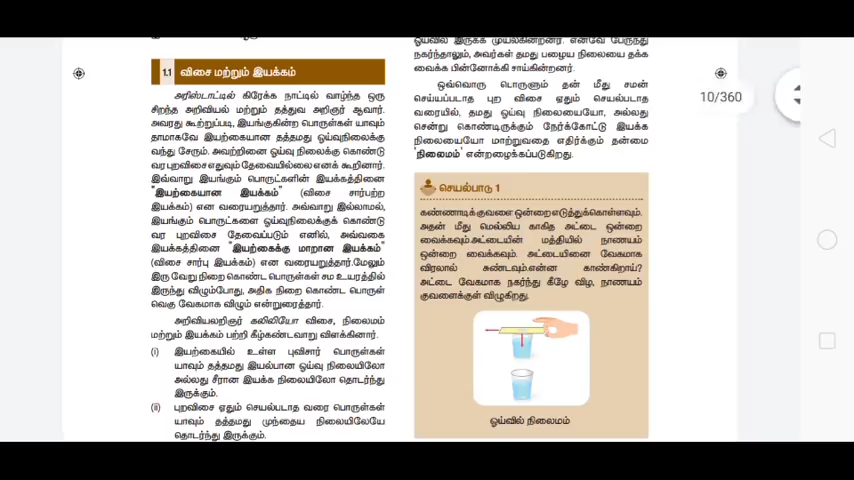 1.1 விசை மற்றும் இயக்கம்
அரிஸ்டாட்டில் கிரேக்க நாட்டில் வாழ்ந்த ஒரு
சிறந்த அறிவியல் மற்றும் தத்துவ அறிஞர் ஆவார்.
அவரது கூற்றுப்படி, இயங்குகின்ற பொருள்கள் யாவும்
தாமாகவே இயற்கையான தத்தமது ஓய்வுநிலைக்கு
வந்து சேரும். அவற்றினை ஓய்வு நிலைக்கு கொண்டு
வர புறவிசை எதுவும் தேவையில்லை எனக் கூறினார்.
இவ்வாறு இயங்கும் பொருட்களின் இயக்கத்தினை
"இயற்கையான இயக்கம்" (விசை சார்பற்ற
இயக்கம்) என வரையறுத்தார். அவ்வாறு இல்லாமல்,
இயங்கும் பொருட்களை ஓய்வுநிலைக்குக் கொண்டு
வர புறவிசை தேவைப்படும் எனில், அவ்வகை
இயக்கத்தினை "இயற்கைக்கு மாறான இயக்கம்"
(விசை சார்பு இயக்கம்) என வரையறுத்தார்.மேலும்
இரு வேறு நிறை கொண்ட பொருள்கள் சம உயரத்தில்
இருந்து விழும்போது, அதிக நிறை கொண்ட பொருள்
வெகு வேகமாக விழும் என்றுரைத்தார்.
அறிவியலறிஞர் கலிலியோ விசை, நிலைமம்
மற்றும் இயக்கம் பற்றி கீழ்கண்டவாறு விளக்கினார்.
(i) இயற்கையில் உள்ள புவிசார் பொருள்கள்
யாவும் தத்தமது இயல்பான ஓய்வு நிலையிலோ
அல்லது சீரான இயக்க நிலையிலோ தொடர்ந்து
இருக்கும்.
(ii) புறவிசை ஏதும் செயல்படாத வரை பொருள்கள்
யாவும் தத்தமது முந்தைய நிலையிலேயே
தொடர்ந்து இருக்கும்.
ஓய்வில் இருக்க முயல்கின்றனர். எனவே பேருந்து
நகர்ந்தாலும், அவர்கள் தமது பழைய நிலையை தக்க
வைக்க பின்னோக்கி சாய்கின்றனர்.
ஒவ்வொரு பொருளும் தன் மீது சமன்
செய்யப்படாத புற விசை ஏதும் செயல்படாத
வரையில், தமது ஓய்வு நிலையையோ, அல்லது
சென்று கொண்டிருக்கும் நேர்க்கோட்டு இயக்க
நிலையையோ மாற்றுவதை எதிர்க்கும் தன்மை
'நிலைமம்' என்றழைக்கப்படுகிறது.
செயல்பாடு 1
கண்ணாடிக்குவளை ஒன்றை எடுத்துக்கொள்ளவும்.
அதன் மீது மெல்லிய காகித அட்டை ஒன்றை
வைக்கவும்.அட்டையின் மத்தியில் நாணயம்
ஒன்றை வைக்கவும். அட்டையினை வேகமாக
விரலால் சுண்டவும்.என்ன காண்கிறாய்?
அட்டை வேகமாக நகர்ந்து கீழே விழ, நாணயம்
குவளைக்குள் விழுகிறது.
ஓய்வில் நிலைமம்
10/360